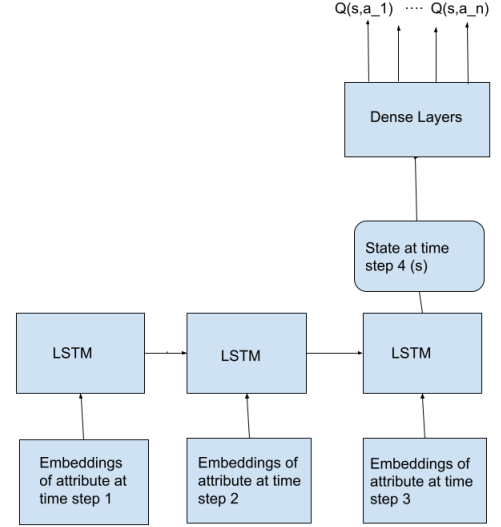 Q(s,a_1) ···· Q(s,a_n)
Dense Layers
State at time
step 4 (s)
LSTM
LSTM
LSTM
Embeddings of
attribute at
time step 1
Embeddings of
attribute at time
step 2
Embeddings of
attribute at time
step 3